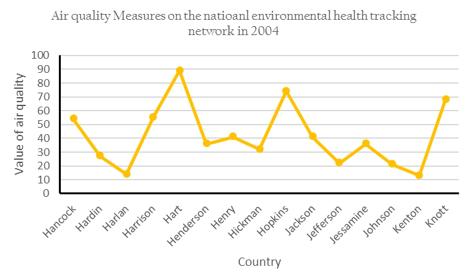 Air quality Measures on the natioanl environmental health tracking
network in 2004
100
90
80
70
60
50
40
30
20
10
0
Value of air quality
Hancock
Hardin
Harlan
Harrison
Hart
Henderson
Henry
Hickman
Hopkins
Jackson
Jefferson
Jessamine
Johnson
Kenton
Knott
Country